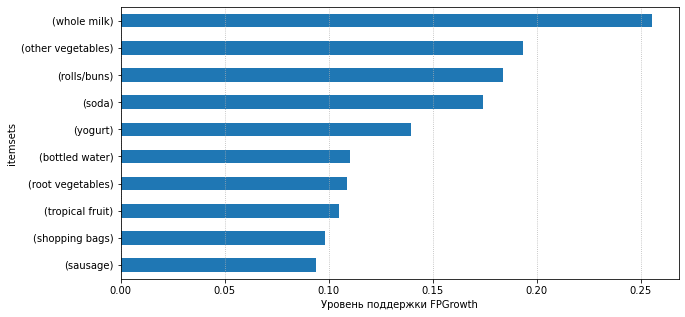 (whole milk)
(other vegetables)
(rolls/buns)
(soda)
(yogurt)
(bottled water)
(root vegetables)
(tropical fruit)
(shopping bags)
(sausage)
itemsets
0.00 0.05 0.10 0.15 0.20 0.25
Уровень поддержки FPGrowth